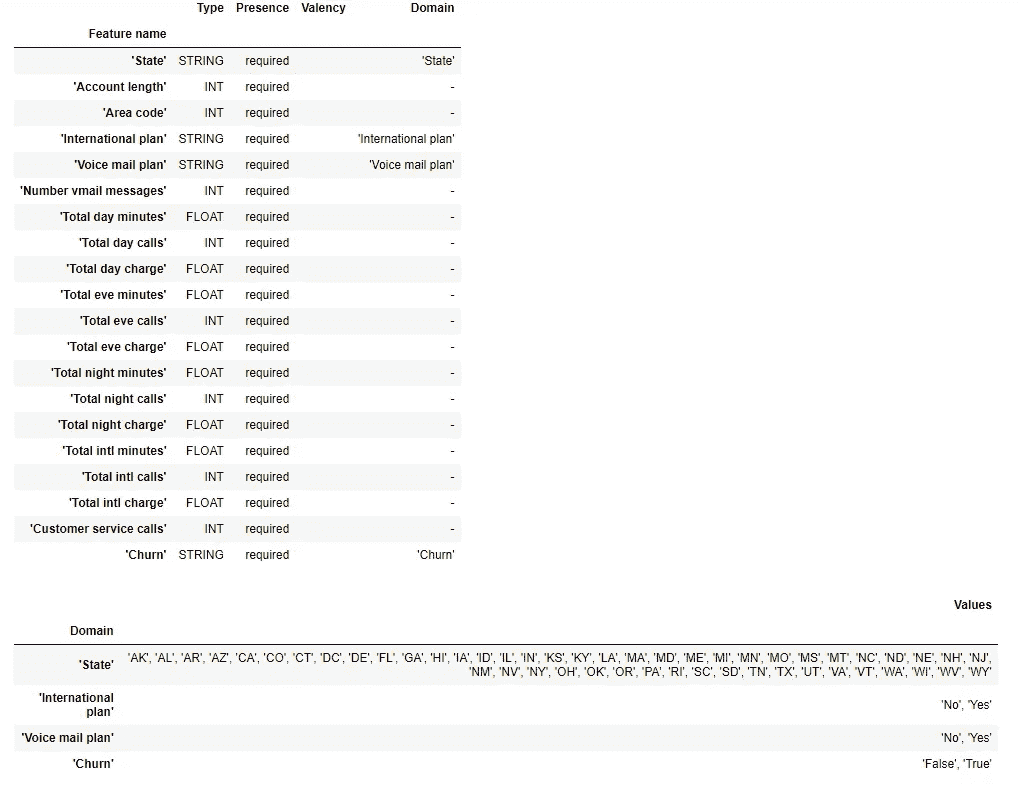 Type Presence Valency Domain
Feature name
'State' STRING required 'State'
'Account length' INT required -
'Area code' INT required -
'International plan' STRING required 'International plan'
'Voice mail plan' STRING required 'Voice mail plan'
'Number vmail messages' INT required -
'Total day minutes' FLOAT required -
'Total day calls' INT required -
'Total day charge' FLOAT required -
'Total eve minutes' FLOAT required -
'Total eve calls' INT required -
'Total eve charge' FLOAT required -
'Total night minutes' FLOAT required -
'Total night calls' INT required -
'Total night charge' FLOAT required -
'Total intl minutes' FLOAT required -
'Total intl calls' INT required -
'Total intl charge' FLOAT required -
'Customer service calls' INT required -
'Churn' STRING required 'Churn'
Values
Domain
'State' 'AK', 'AL', 'AR', 'AZ', 'CA', 'CO', 'CT', 'DC', 'DE', 'FL', 'GA', 'HI', 'IA', 'ID', 'IL', 'IN', 'KS', 'KY', 'LA', 'MA', 'MD', 'ME', 'MI', 'MN', 'MO', 'MS', 'MT', 'NC', 'ND', 'NE', 'NH', 'NJ',
'NM', 'NV', 'NY', 'OH', 'OK', 'OR', 'PA', 'RI', 'SC', 'SD', 'TN', 'TX', 'UT', 'VA', 'VT', 'WA', 'WI', 'WV', 'WY'
'International
plan' 'No', 'Yes'
'Voice mail plan' 'No', 'Yes'
'Churn' 'False', 'True'